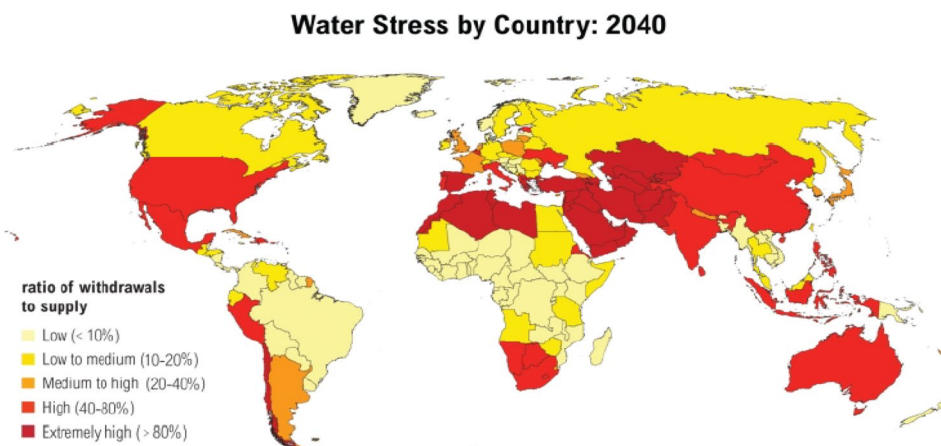 Water Stress by Country: 2040
ratio of withdrawals
to supply
Low (< 10%)
Low to medium (10-20%)
Medium to high (20-40%)
High (40-80%)
Extremely high (> 80%)